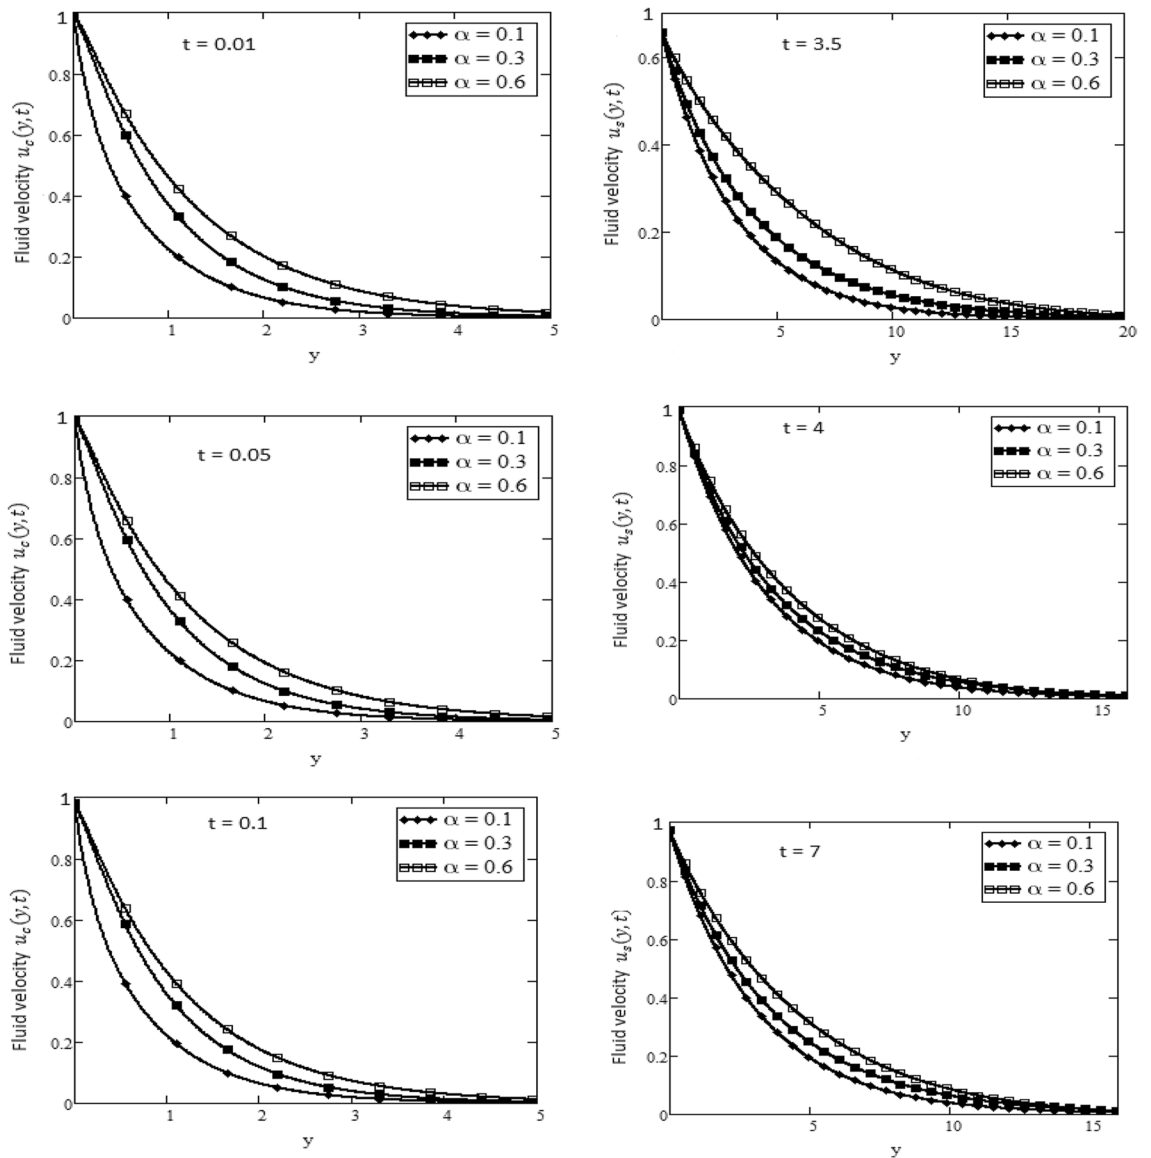 t = 0.01
α = 0.1
α = 0.3
α = 0.6
Fluid velocity u_c(y,t)
1
0.8
0.6
0.4
0.2
0
1
2
3
4
5
y
t = 3.5
α = 0.1
α = 0.3
α = 0.6
Fluid velocity u_s(y,t)
1
0.6
0.4
0.2
0
5
10
15
20
y
t = 0.05
α = 0.1
α = 0.3
α = 0.6
Fluid velocity u_c(y,t)
1
0.8
0.6
0.4
0.2
0
1
2
3
4
5
y
t = 4
α = 0.1
α = 0.3
α = 0.6
Fluid velocity u_s(y,t)
1
0.8
0.6
0.4
0.2
0
5
10
15
y
t = 0.1
α = 0.1
α = 0.3
α = 0.6
Fluid velocity u_c(y,t)
1
0.8
0.6
0.4
0.2
0
1
2
3
4
5
y
t = 7
α = 0.1
α = 0.3
α = 0.6
Fluid velocity u_s(y,t)
1
0.8
0.6
0.4
0.2
0
5
10
15
y